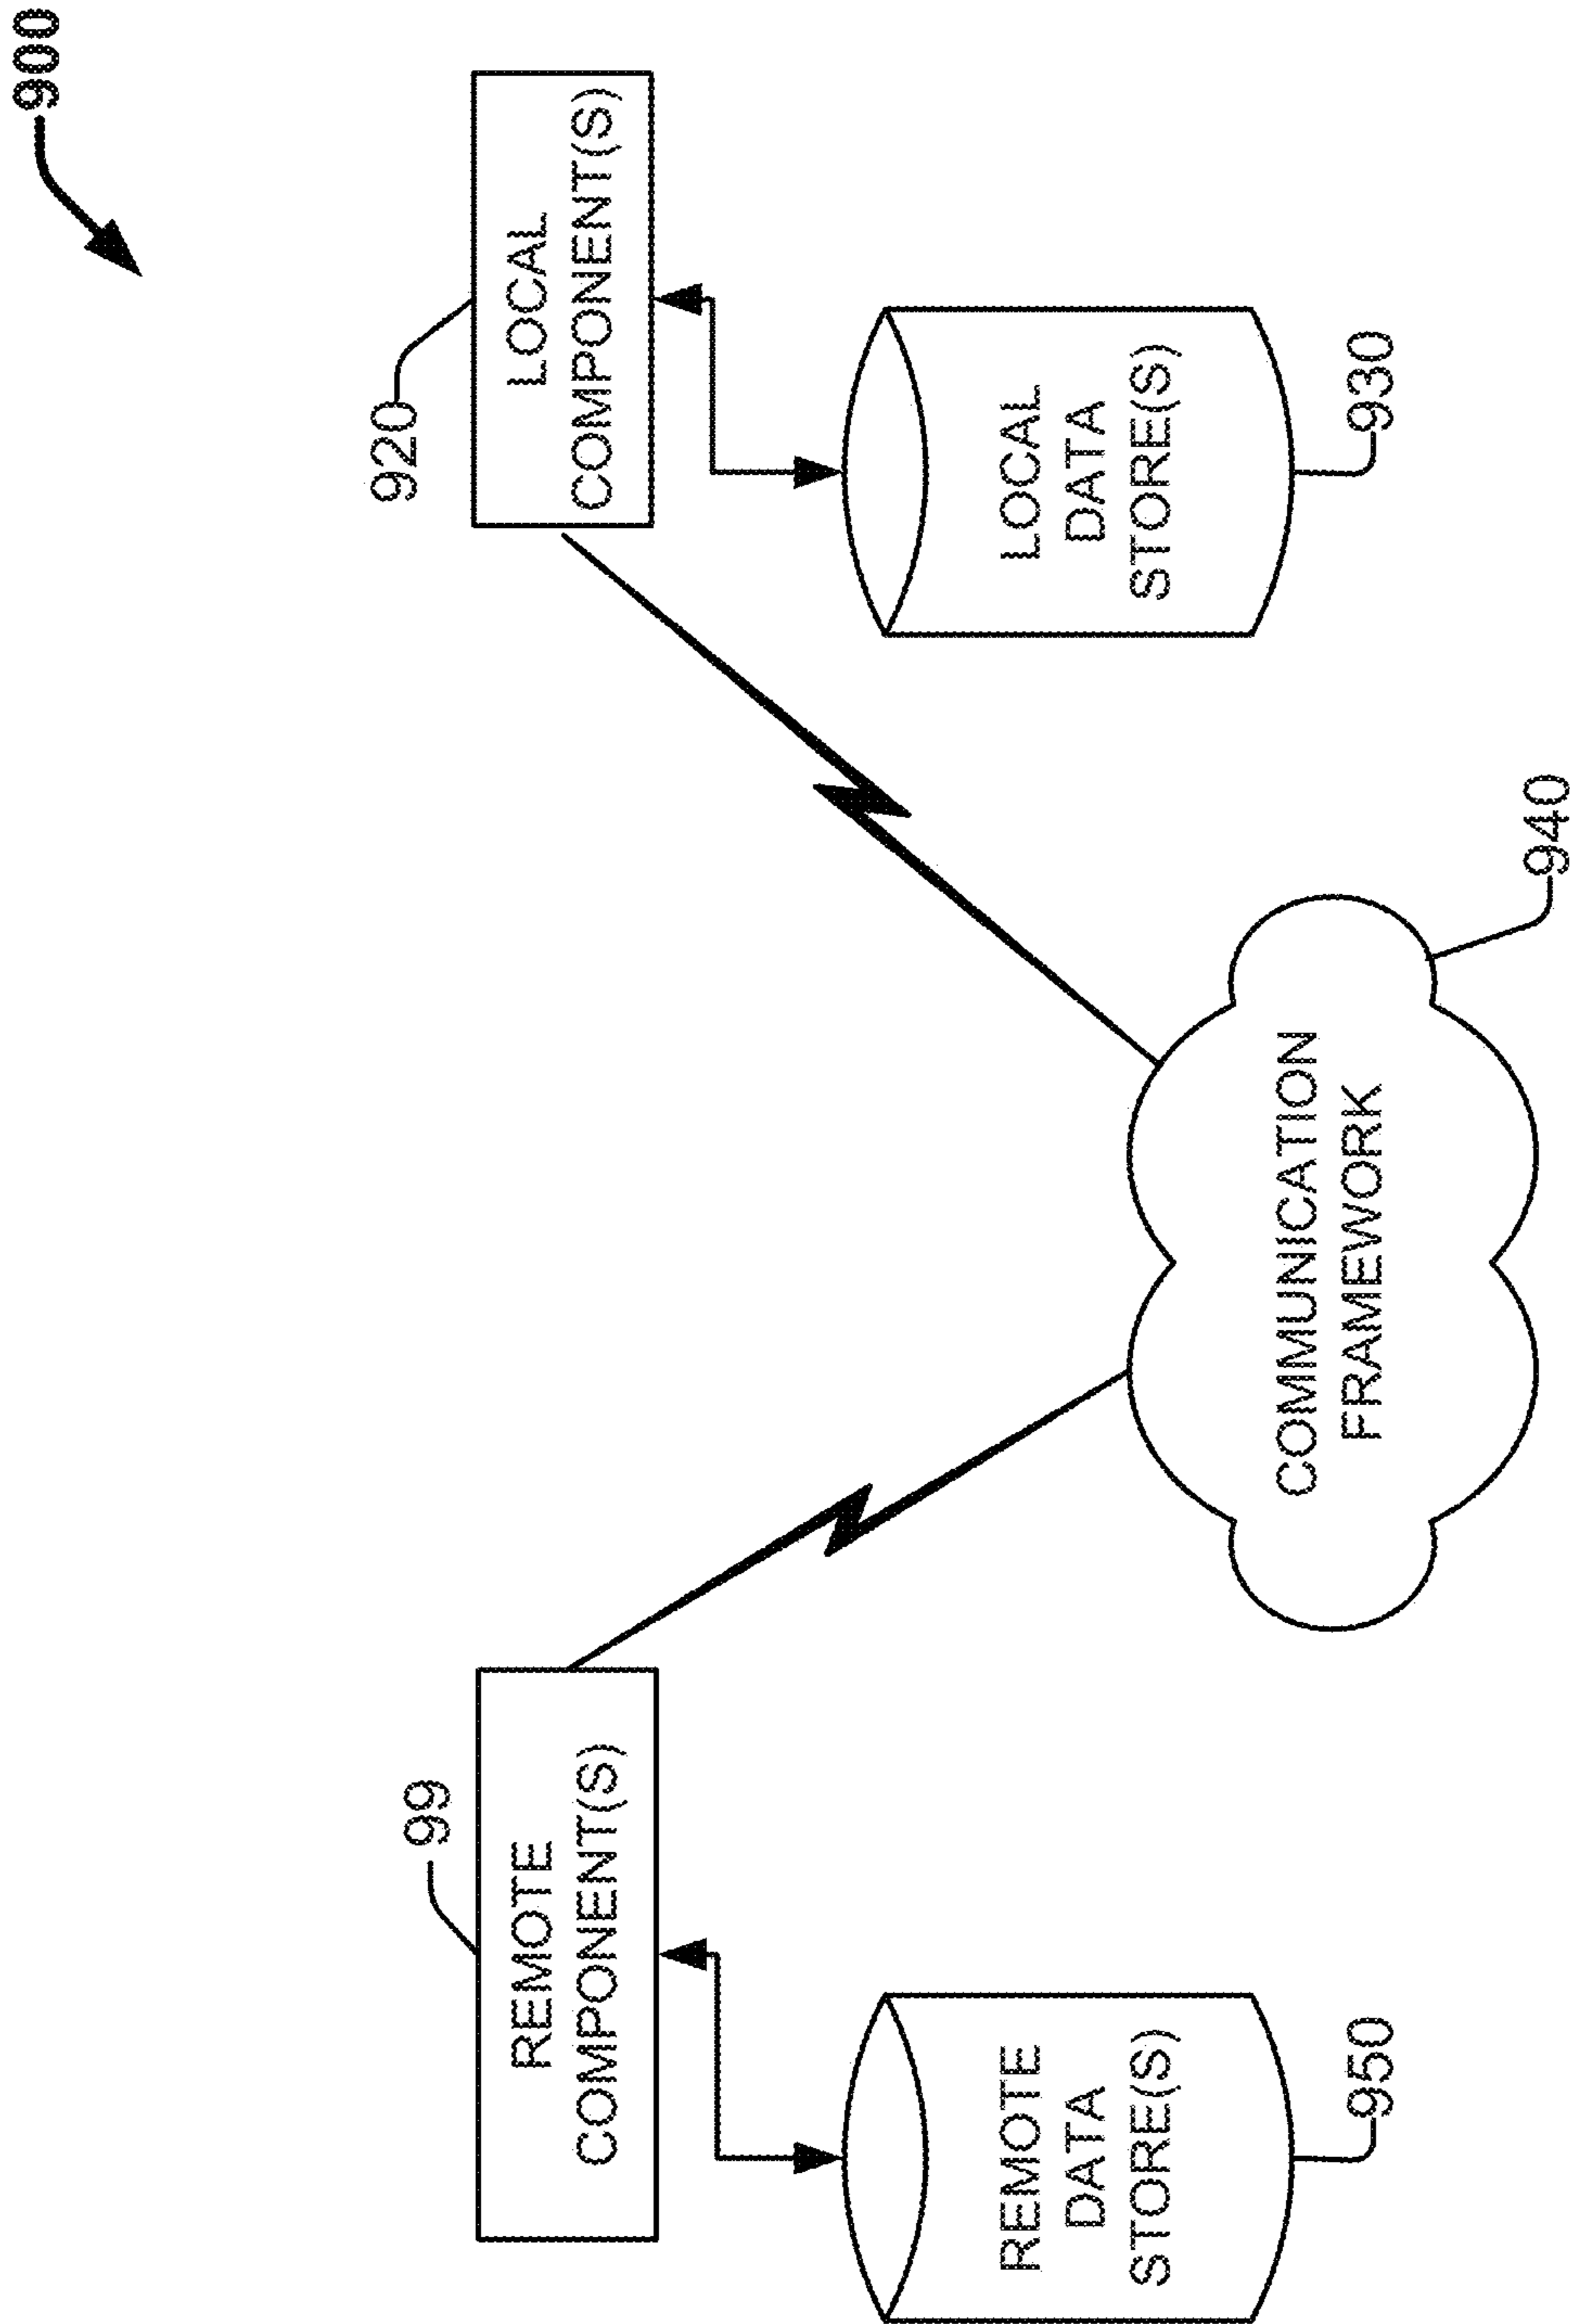 900
99
REMOTE
COMPONENT(S)
920
LOCAL
COMPONENT(S)
REMOTE
DATA
STORE(S)
950
LOCAL
DATA
STORE(S)
930
COMMUNICATION
FRAMEWORK
940